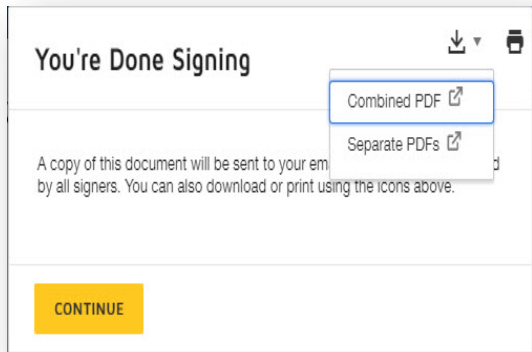 You're Done Signing
Combined PDF
Separate PDFs
A copy of this document will be sent to your
d
by all signers. You can also download or print using the icons above.
CONTINUE